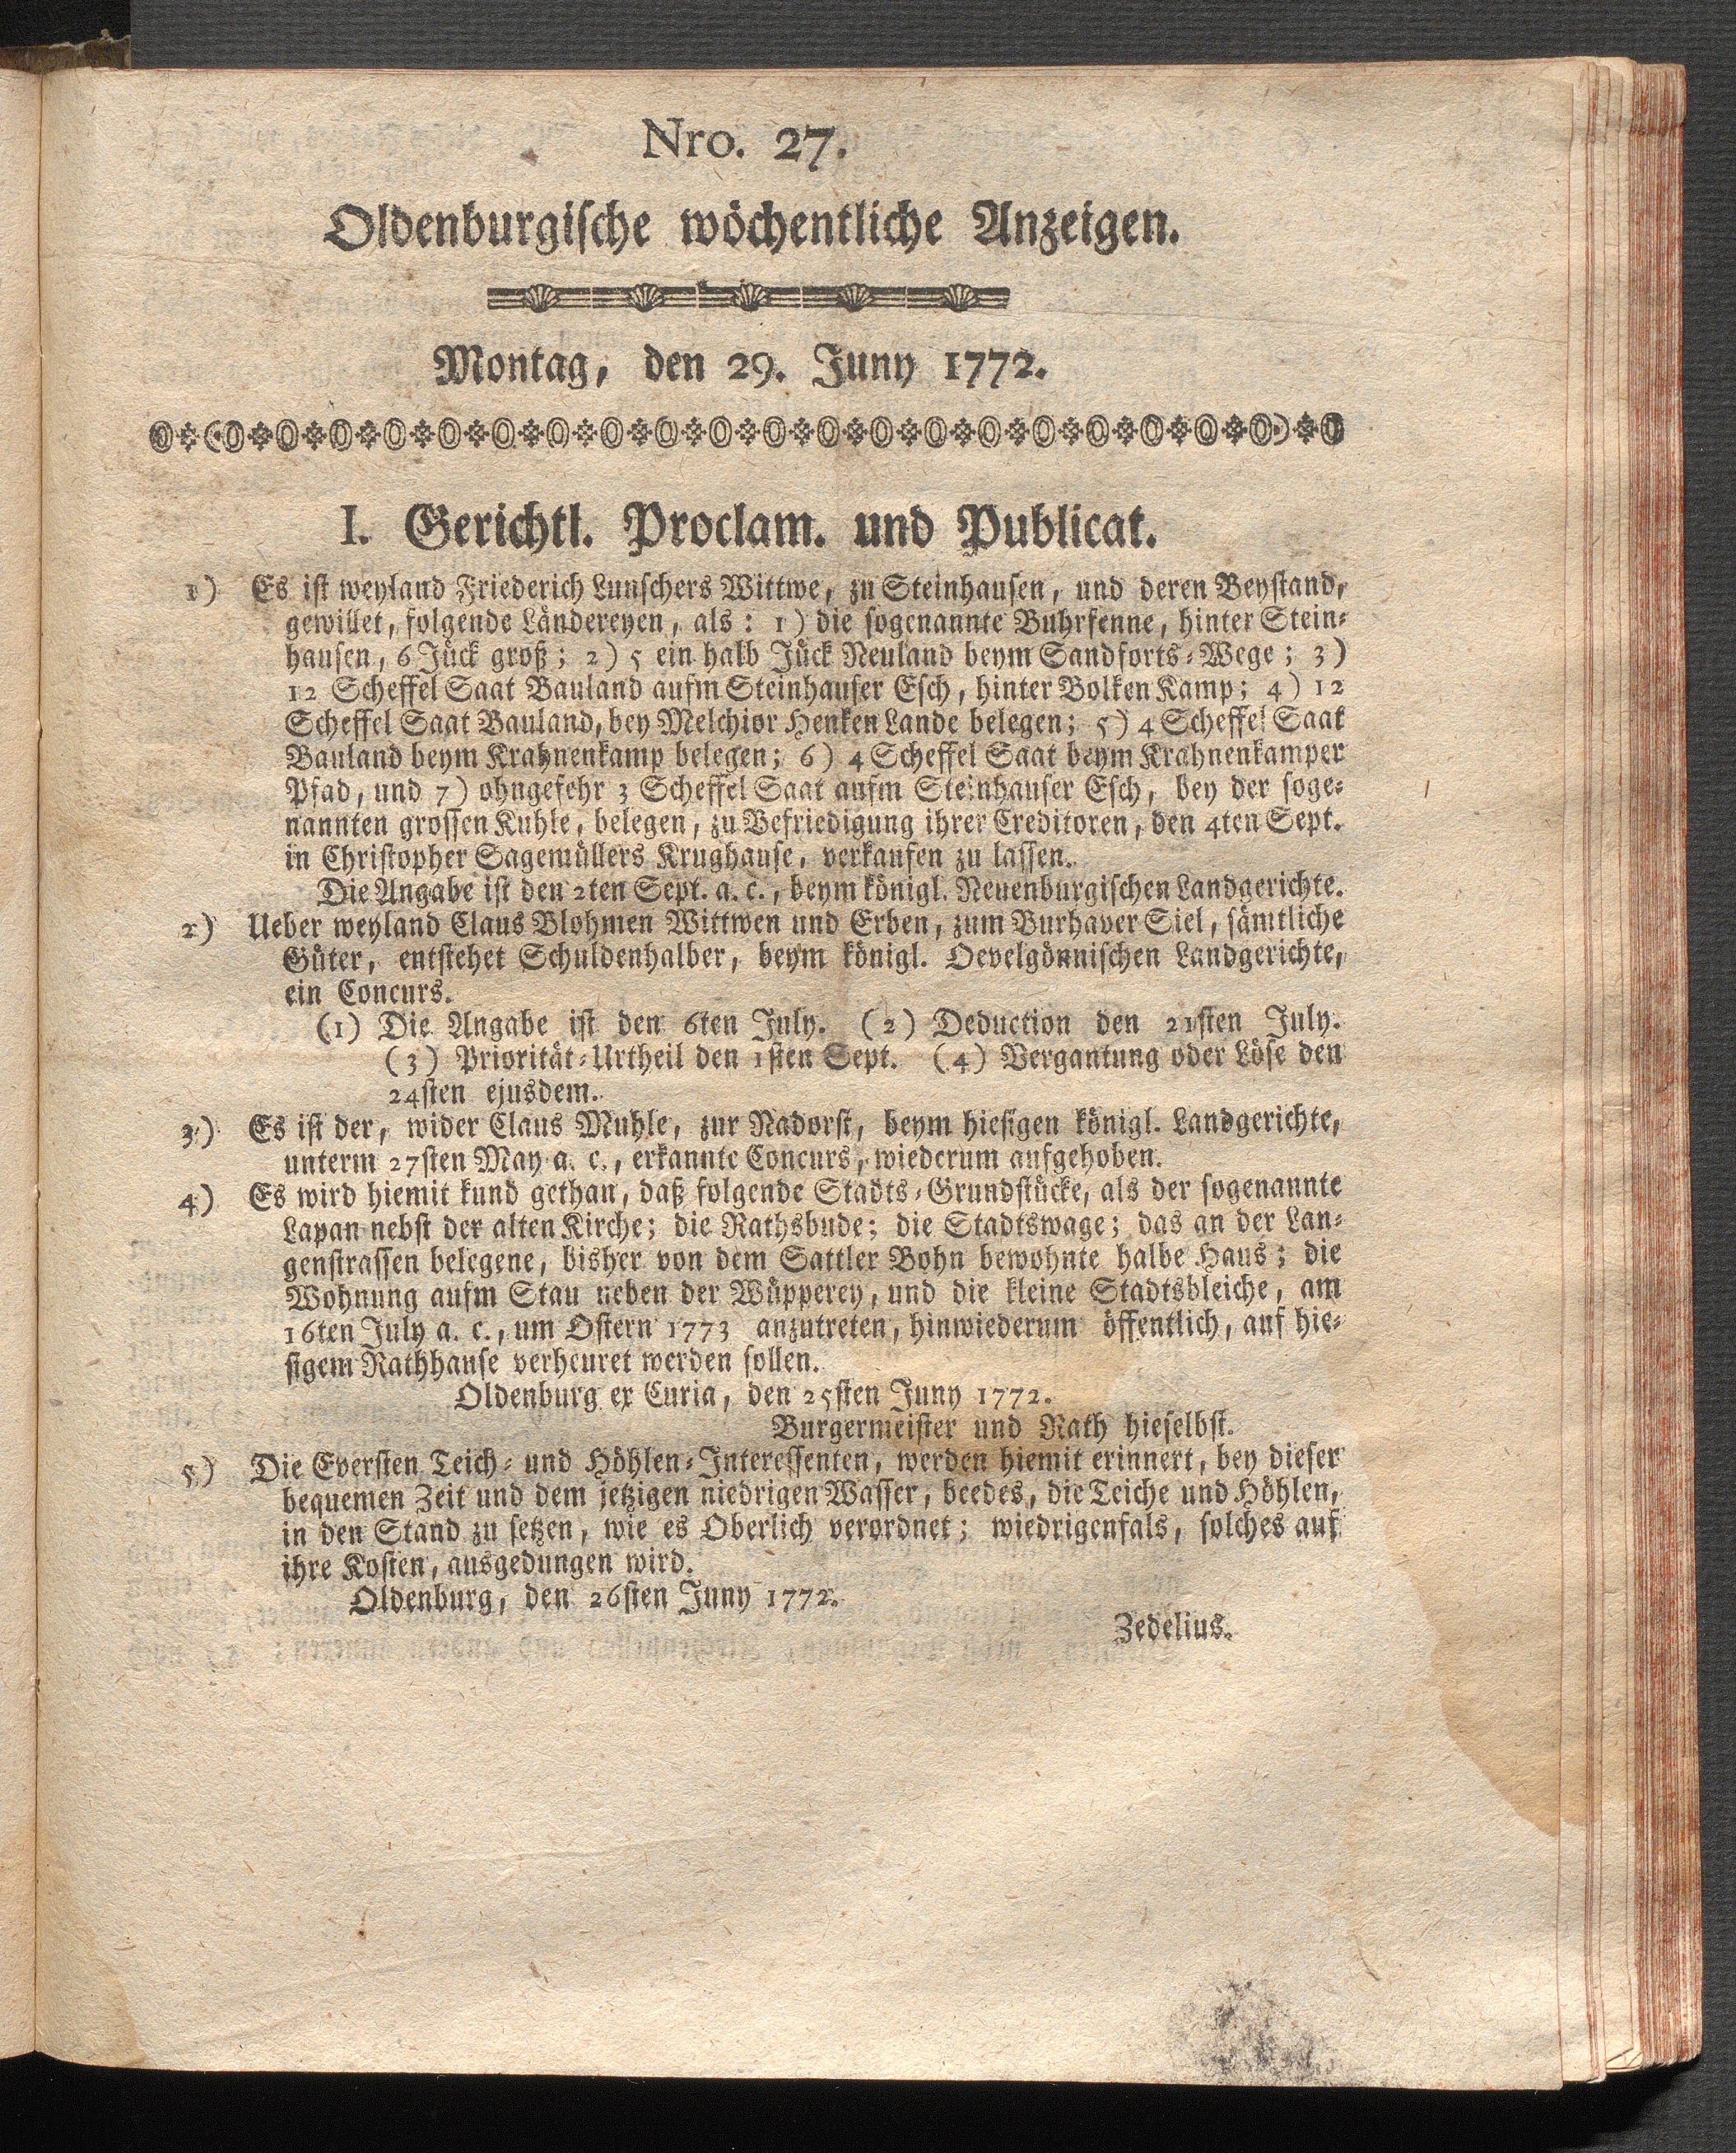 Nro. 27.
Oldenburgische wöchentliche Anzeigen.
Montag, den 29. Juny 1772.
I. Gerichtl. Proclam. und Publicat.
1) Es ist weyland Friederich Lunschers Wittwe, zu Steinhausen, und deren Beystand,
gewillet, folgende Ländereyen, als: 1) die sogenannte Buhrfenne, hinter Stein-
hausen, 6 Jück groß; 2) 5 ein halb Jück Neuland beym Sandforts-Wege; 3)
12 Scheffel Saat Bauland aufm Steinhauser Esch, hinter Bolken Kamp; 4) 12
Scheffel Saat Bauland, bey Melchior Henken Lande belegen; 5) 4 Scheffel Saat
Bauland beym Krahnenkamp belegen; 6) 4 Scheffel Saat beym Krahnenkamper
Pfad, und 7) ohngefehr 3 Scheffel Saat aufm Steinhauser Esch, bey der soge-
nannten grossen Kuhle, belegen, zu Befriedigung ihrer Creditoren, den 4ten Sept.
in Christopher Sagemüllers Krughause, verkaufen zu lassen.
Die Angabe ist den 2ten Sept. a. c., beym königl. Neuenburgischen Landgerichte.
2) Ueber weyland Claus Blohmen Wittwen und Erben, zum Burhaver Siel, sämtliche
Güter, entstehet Schuldenhalber, beym königl. Oevelgönnischen Landgerichte,
ein Concurs.
(1) Die Angabe ist den 6ten July. (2) Deduction den 21sten July.
(3) Priorität-Urtheil den 1sten Sept. (4) Vergantung oder Löse den
24sten ejusdem.
3) Es ist der, wider Claus Muhle, zur Nadorst, beym hiesigen königl. Landgerichte,
unterm 27sten May a. c., erkannte Concurs, wiederum aufgehoben.
4) Es wird hiemit kund gethan, daß folgende Stadts-Grundstücke, als der sogenannte
Lapan nebst der alten Kirche; die Rathsbude; die Stadtswage; das an der Lan-
genstrassen belegene, bisher von dem Sattler Bohn bewohnte halbe Haus; die
Wohnung aufm Stau neben der Wüpperey, und die kleine Stadtsbleiche, am
16ten July a. c., um Ostern 1773 anzutreten, hinwiederum öffentlich, auf hie-
sigem Rathhause verheuret werden sollen.
Oldenburg ex Curia, den 25sten Juny 1772.
Burgermeister und Rath hieselbst.
5) Die Eversten Teich- und Höhlen-Interessenten, werden hiemit erinnert, bey dieser
bequemen Zeit und dem jetzigen niedrigen Wasser, beedes, die Teiche und Höhlen,
in den Stand zu setzen, wie es Oberlich verordnet; wiedrigenfals, solches auf
ihre Kosten, ausgedungen wird.
Oldenburg, den 26sten Juny 1772.
Zedelius.